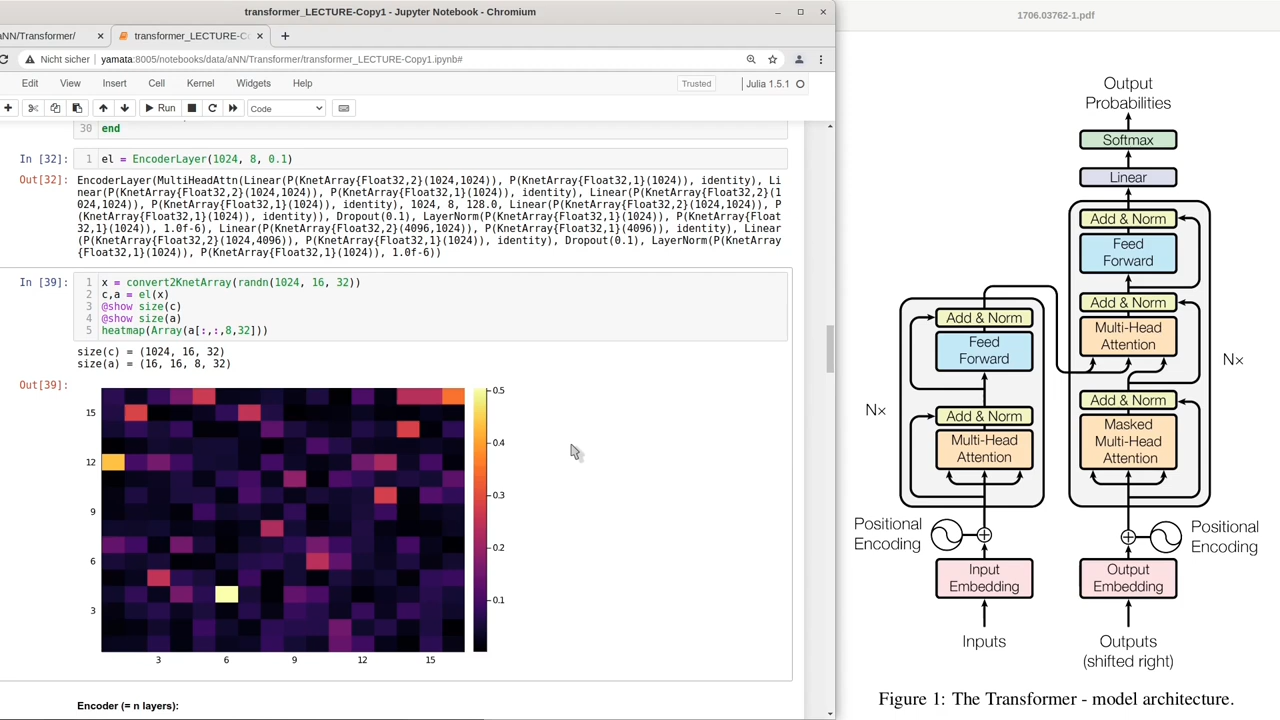 transformer_LECTURE-Copy1 - Jupyter Notebook - Chromium
aNN/Transformer/
transformer_LECTURE-C
Nicht sicher | yamata:8005/notebooks/data/aNN/Transformer/transformer_LECTURE-Copy1.ipynb#
Edit View Insert Cell Kernel Widgets Help
Trusted
Julia 1.5.1
Run
Code
30 end
In [32]:
1 el = EncoderLayer(1024, 8, 0.1)
Out[32]:
EncoderLayer(MultiHeadAttn(Linear(P(KnetArray{Float32,2}(1024,1024)), P(KnetArray{Float32,1}(1024)), identity), Li
near(P(KnetArray{Float32,2}(1024,1024)), P(KnetArray{Float32,1}(1024)), identity), Linear(P(KnetArray{Float32,2}(1
024,1024)), P(KnetArray{Float32,1}(1024)), identity), 1024, 8, 128.0, Linear(P(KnetArray{Float32,2}(1024,1024)), P
(KnetArray{Float32,1}(1024)), identity)), Dropout(0.1), LayerNorm(P(KnetArray{Float32,1}(1024)), P(KnetArray{Float
32,1}(1024)), 1.0f-6), Linear(P(KnetArray{Float32,2}(4096,1024)), P(KnetArray{Float32,1}(4096)), identity), Linear
(P(KnetArray{Float32,2}(1024,4096)), P(KnetArray{Float32,1}(1024)), identity), Dropout(0.1), LayerNorm(P(KnetArray
{Float32,1}(1024)), P(KnetArray{Float32,1}(1024)), 1.0f-6))
In [39]:
1 x = convert2KnetArray(randn(1024, 16, 32))
2 c,a = el(x)
3 @show size(c)
4 @show size(a)
5 heatmap(Array(a[:,:,8,32]))
size(c) = (1024, 16, 32)
size(a) = (16, 16, 8, 32)
Out[39]:
15
12
9
6
3
3 6 9 12 15
0.5
0.4
0.3
0.2
0.1
Encoder (= n layers):
1706.03762-1.pdf
Output
Probabilities
Softmax
Linear
Add & Norm
Feed
Forward
Add & Norm
Multi-Head
Attention
Add & Norm
Masked
Multi-Head
Attention
N×
Add & Norm
Feed
Forward
Add & Norm
Multi-Head
Attention
N×
Positional
Encoding
Positional
Encoding
Input
Embedding
Output
Embedding
Inputs
Outputs
(shifted right)
Figure 1: The Transformer - model architecture.